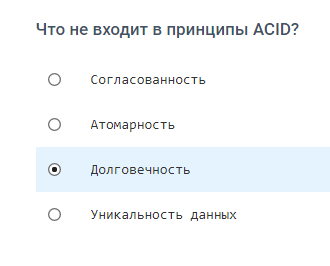 Что не входит в принципы ACID?
Согласованность
Атомарность
Долговечность
Уникальность данных